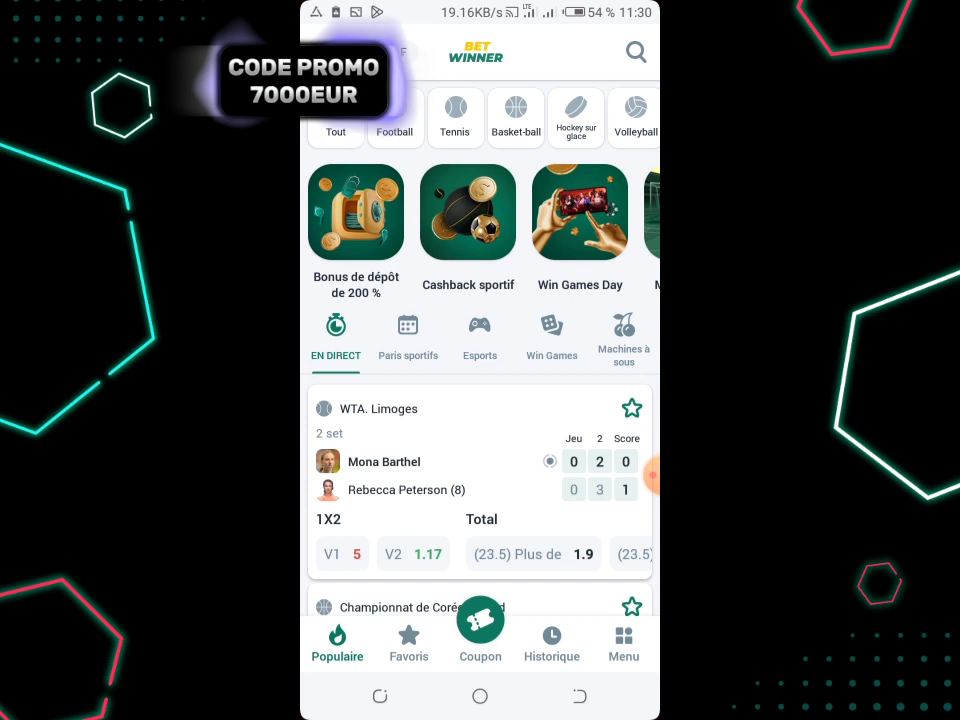 19.16KB/s LTE 54 % 11:30
CODE PROMO
7000EUR
F
BET
WINNER
Tout
Football
Tennis
Basket-ball
Hockey sur
glace
Volleyball
Bonus de dépôt
de 200 %
Cashback sportif
Win Games Day
M
EN DIRECT
Paris sportifs
Esports
Win Games
Machines à
sous
WTA. Limoges
2 set
Jeu 2 Score
Mona Barthel 0 2 0
Rebecca Peterson (8) 0 3 1
1X2 Total
V1 5 V2 1.17 (23.5) Plus de 1.9 (23.5)
Championnat de Coré
Populaire
Favoris
Coupon
Historique
Menu